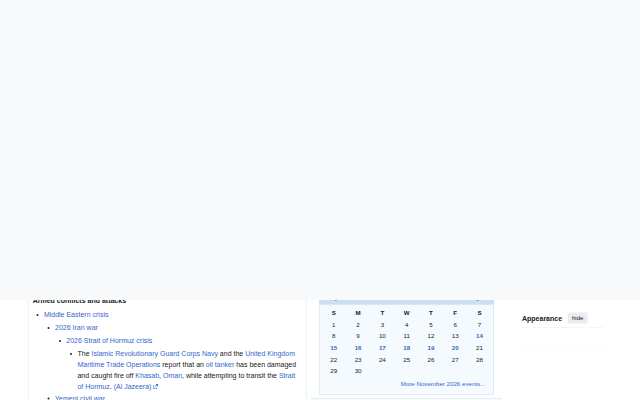 Armed conflicts and attacks
Middle Eastern crisis
2026 Iran war
2026 Strait of Hormuz crisis
The Islamic Revolutionary Guard Corps Navy and the United Kingdom
Maritime Trade Operations report that an oil tanker has been damaged
and caught fire off Khasab, Oman, while attempting to transit the Strait
of Hormuz. (Al Jazeera)
Yemeni civil war
S M T W T F S
1 2 3 4 5 6 7
8 9 10 11 12 13 14
15 16 17 18 19 20 21
22 23 24 25 26 27 28
29 30
More November 2026 events...
Appearance hide